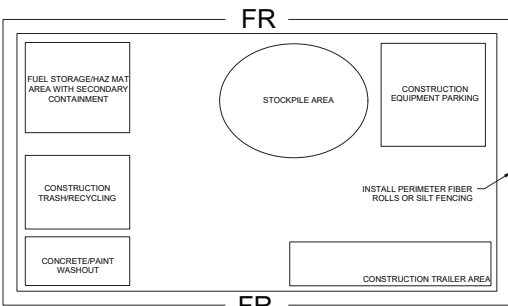 FR
FUEL STORAGE/HAZ MAT
AREA WITH SECONDARY
CONTAINMENT
STOCKPILE AREA
CONSTRUCTION
EQUIPMENT PARKING
CONSTRUCTION
TRASH/RECYCLING
INSTALL PERIMETER FIBER
ROLLS OR SILT FENCING
CONCRETE/PAINT
WASHOUT
CONSTRUCTION TRAILER AREA
FR